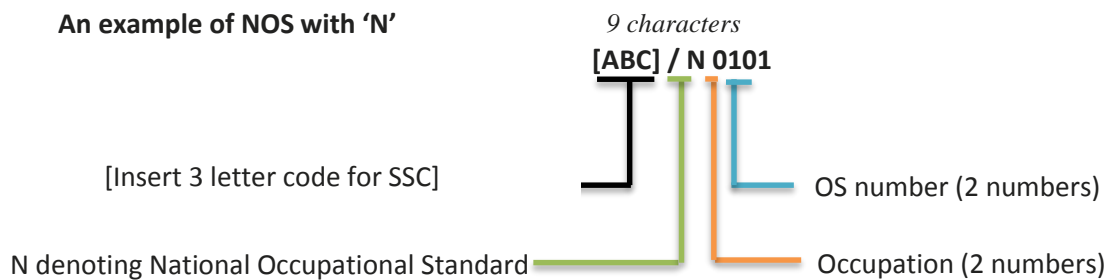 An example of NOS with ‘N’
9 characters
[ABC] / N 0101
[Insert 3 letter code for SSC]
OS number (2 numbers)
N denoting National Occupational Standard
Occupation (2 numbers)